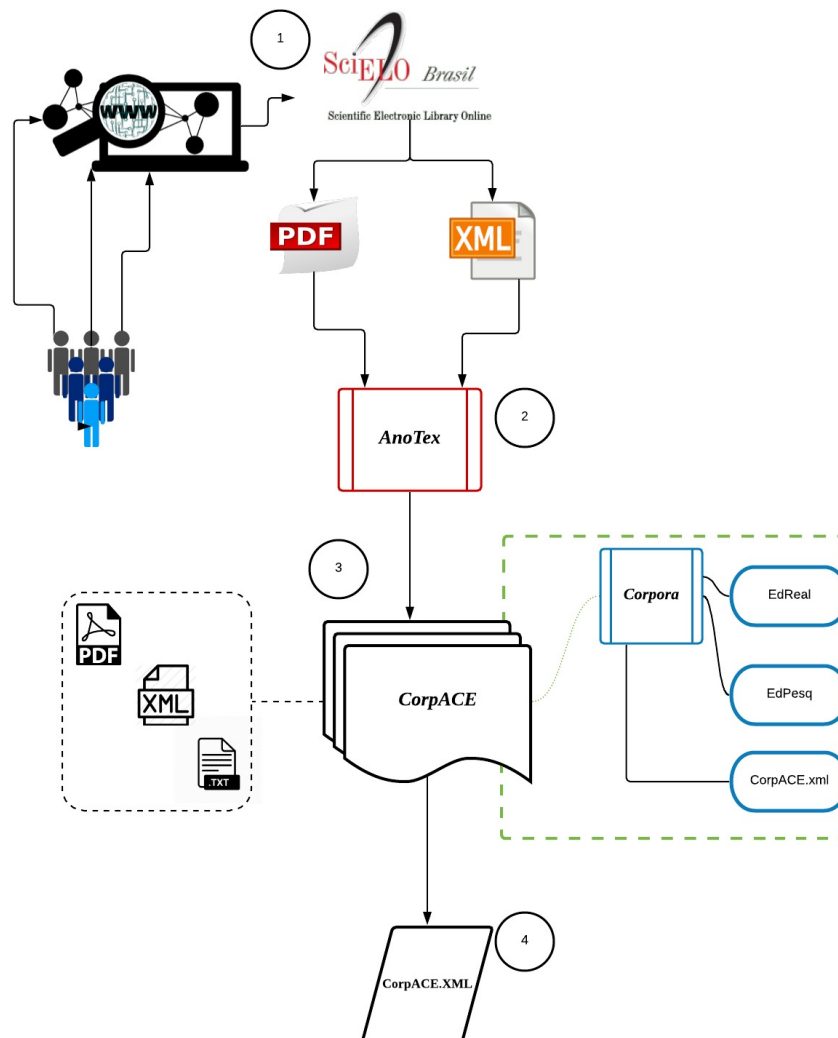 1
SciELO Brasil
Scientific Electronic Library Online
www
PDF
XML
AnoTex
2
3
Corpora
EdReal
EdPesq
CorpACE.xml
PDF
XML
.TXT
CorpACE
4
CorpACE.XML